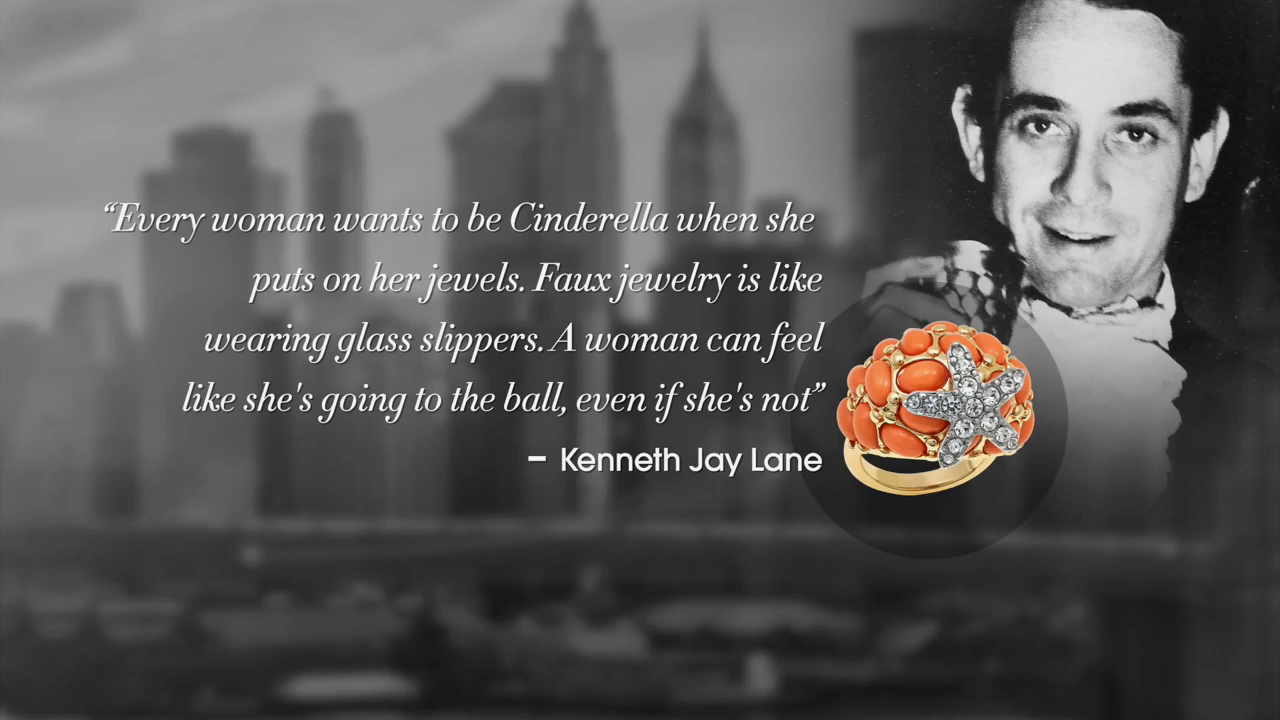 “Every woman wants to be Cinderella when she
puts on her jewels. Faux jewelry is like
wearing glass slippers. A woman can feel
like she's going to the ball, even if she's not”
– Kenneth Jay Lane